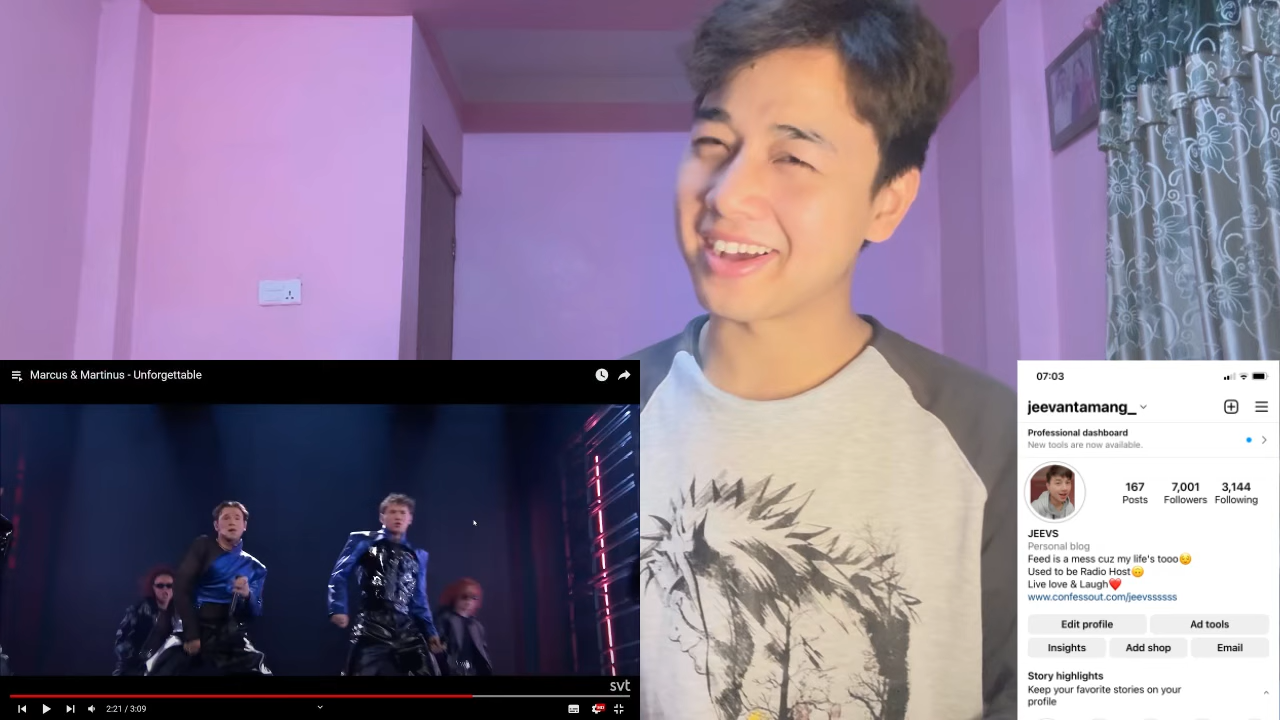 Marcus & Martinus - Unforgettable
svt
2:21 / 3:09
07:03
jeevantamang_
Professional dashboard
New tools are now available.
167 7,001 3,144
Posts Followers Following
JEEVS
Personal blog
Feed is a mess cuz my life's tooo😌
Used to be Radio Host🙃
Live love & Laugh❤️
www.confessout.com/jeevssssss
Edit profile Ad tools
Insights Add shop Email
Story highlights
Keep your favorite stories on your
profile